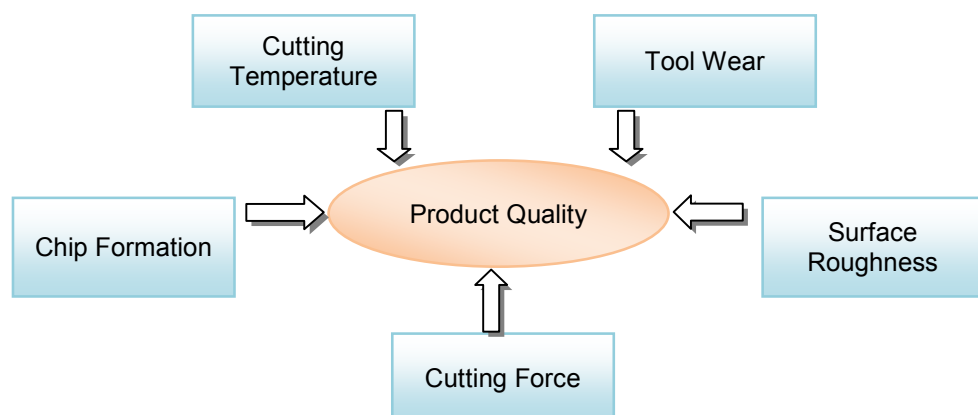 Cutting
Temperature
Tool Wear
Chip Formation
Product Quality
Surface
Roughness
Cutting Force